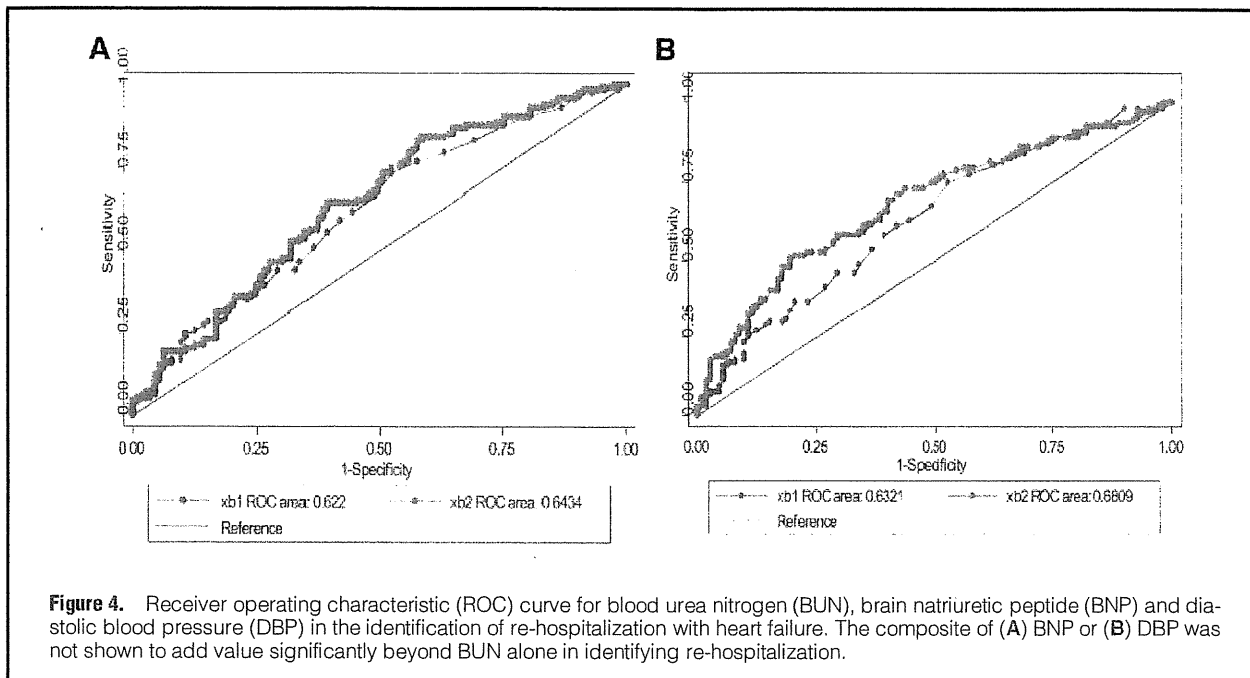 A
B
Sensitivity
1.00
0.75
0.50
0.25
0.00
0.00 0.25 0.50 0.75 1.00
1-Specificity
xb1 ROC area: 0.622 xb2 ROC area 0.6434
Reference
Sensitivity
1.00
0.75
0.50
0.25
0.00
0.00 0.25 0.50 0.75 1.00
1-Specificity
xb1 ROC area: 0.6321 xb2 ROC area: 0.6809
Reference
Figure 4. Receiver operating characteristic (ROC) curve for blood urea nitrogen (BUN), brain natriuretic peptide (BNP) and dia-
stolic blood pressure (DBP) in the identification of re-hospitalization with heart failure. The composite of (A) BNP or (B) DBP was
not shown to add value significantly beyond BUN alone in identifying re-hospitalization.